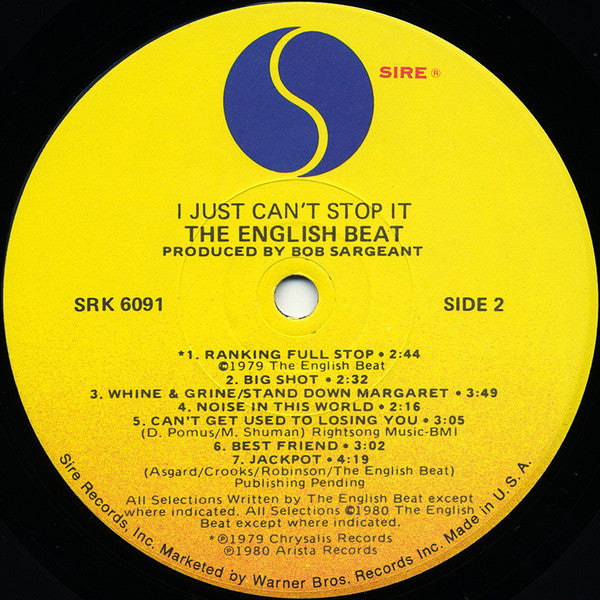 SIRE ®
I JUST CAN'T STOP IT
THE ENGLISH BEAT
PRODUCED BY BOB SARGEANT
SRK 6091
SIDE 2
*1. RANKING FULL STOP • 2:44
©1979 The English Beat
2. BIG SHOT • 2:32
3. WHINE & GRINE/STAND DOWN MARGARET • 3:49
4. NOISE IN THIS WORLD • 2:16
5. CAN'T GET USED TO LOSING YOU • 3:05
(D. Pomus/M. Shuman) Rightsong Music-BMI
6. BEST FRIEND • 3:02
7. JACKPOT • 4:19
(Asgard/Crooks/Robinson/The English Beat)
Publishing Pending
All Selections Written by The English Beat except
where indicated. All Selections ©1980 The English
Beat except where indicated.
*℗1979 Chrysalis Records
℗1980 Arista Records
Sire Records, Inc. Marketed by Warner Bros. Records Inc. Made in U.S.A.